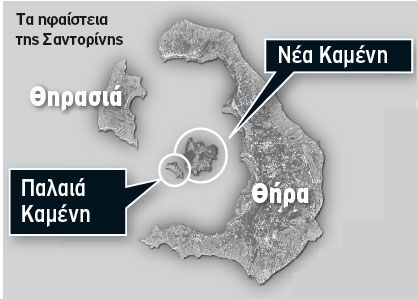 Τα ηφαίστεια
της Σαντορίνης
Θηρασιά
Νέα Καμένη
Παλαιά
Καμένη
Θήρα